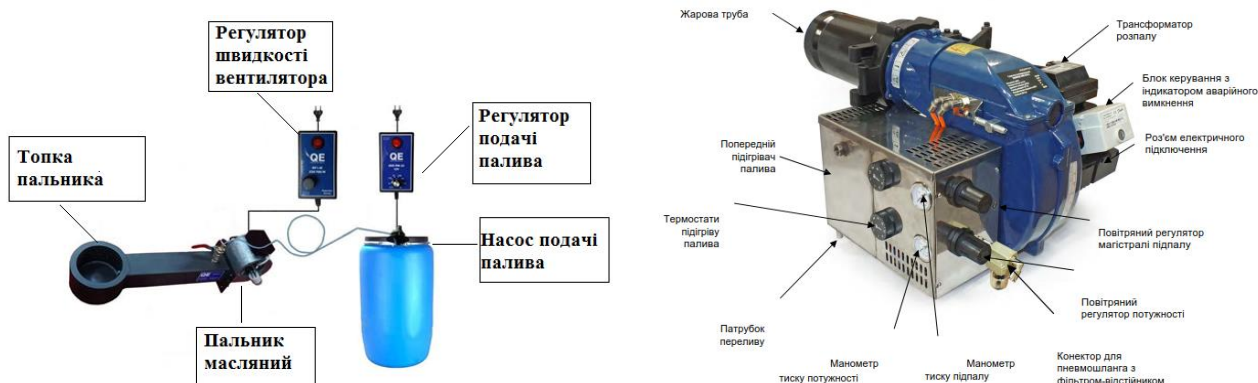 Регулятор
швидкості
вентилятора
Регулятор
подачі
палива
Топка
пальника
Насос подачі
палива
Пальник
масляний
QE
QE
QE
Жарова труба
Трансформатор
розпалу
Блок керування з
індикатором аварійного
вимкнення
Роз'єм електричного
підключення
Попередній
підігрівач
палива
Термостати
підігріву
палива
Повітряний регулятор
магістралі підпалу
Повітряний
регулятор потужності
Патрубок
переливу
Манометр
тиску потужності
Манометр
тиску підпалу
Конектор для
пневмошланга з
фільтром-відстійником